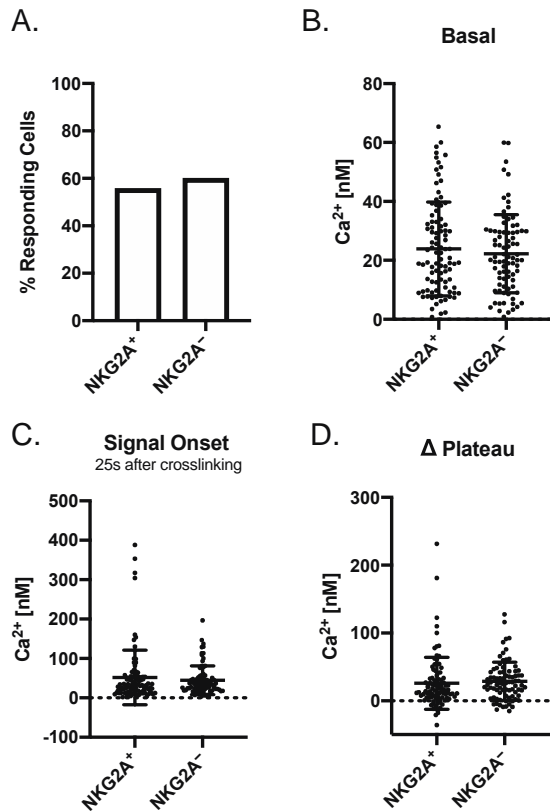 A.
% Responding Cells
100
80
60
40
20
0
NKG2A⁺
NKG2A⁻
B.
Basal
Ca²⁺ [nM]
80
60
40
20
0
NKG2A⁺
NKG2A⁻
C.
Signal Onset
25s after crosslinking
Ca²⁺ [nM]
500
400
300
200
100
0
-100
NKG2A⁺
NKG2A⁻
D.
Δ Plateau
Ca²⁺ [nM]
300
200
100
0
NKG2A⁺
NKG2A⁻